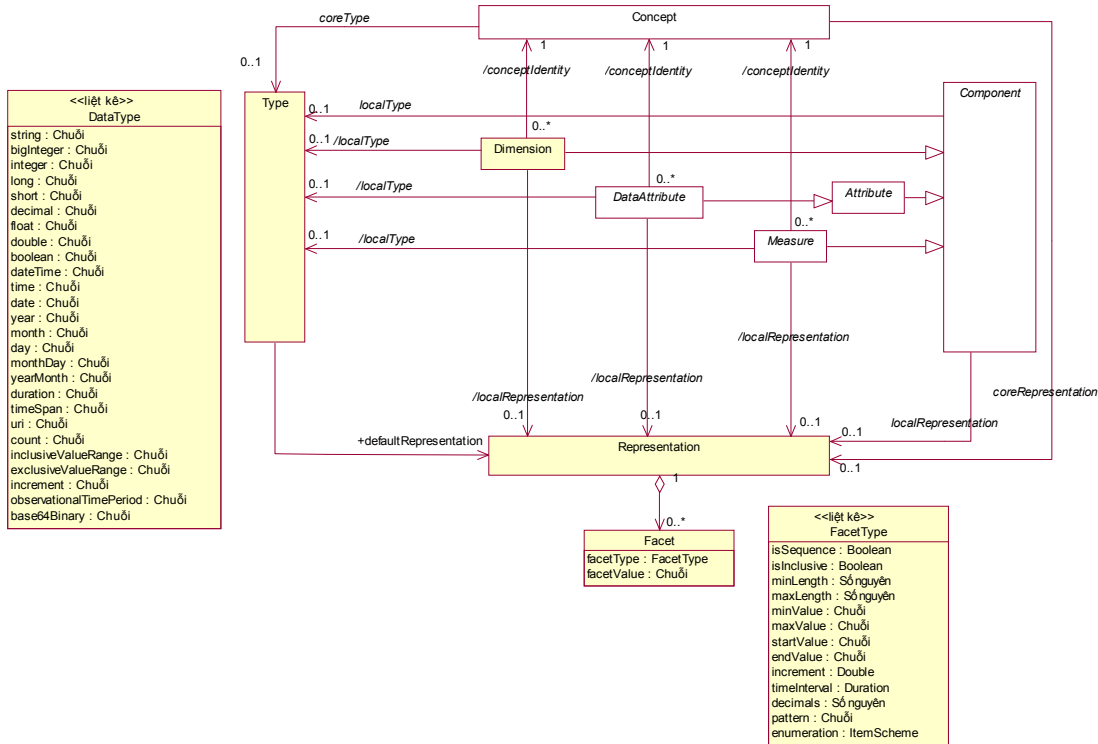 coreType
Concept
0..1
1
1
1
/conceptIdentity
/conceptIdentity
/conceptIdentity
<<liệt kê>>
DataType
string : Chuỗi
bigInteger : Chuỗi
integer : Chuỗi
long : Chuỗi
short : Chuỗi
decimal : Chuỗi
float : Chuỗi
double : Chuỗi
boolean : Chuỗi
dateTime : Chuỗi
time : Chuỗi
date : Chuỗi
year : Chuỗi
month : Chuỗi
day : Chuỗi
monthDay : Chuỗi
yearMonth : Chuỗi
duration : Chuỗi
timeSpan : Chuỗi
uri : Chuỗi
count : Chuỗi
inclusiveValueRange : Chuỗi
exclusiveValueRange : Chuỗi
increment : Chuỗi
observationalTimePeriod : Chuỗi
base64Binary : Chuỗi
Type
0..1
localType
Component
0..1
/localType
0..*
Dimension
0..1
/localType
0..*
DataAttribute
Attribute
0..1
/localType
0..*
Measure
/localRepresentation
/localRepresentation
/localRepresentation
coreRepresentation
localRepresentation
0..1
0..1
0..1
0..1
0..1
+defaultRepresentation
Representation
1
0..*
Facet
facetType : FacetType
facetValue : Chuỗi
<<liệt kê>>
FacetType
isSequence : Boolean
isInclusive : Boolean
minLength : Số nguyên
maxLength : Số nguyên
minValue : Chuỗi
maxValue : Chuỗi
startValue : Chuỗi
endValue : Chuỗi
increment : Double
timeInterval : Duration
decimals : Số nguyên
pattern : Chuỗi
enumeration : ItemScheme